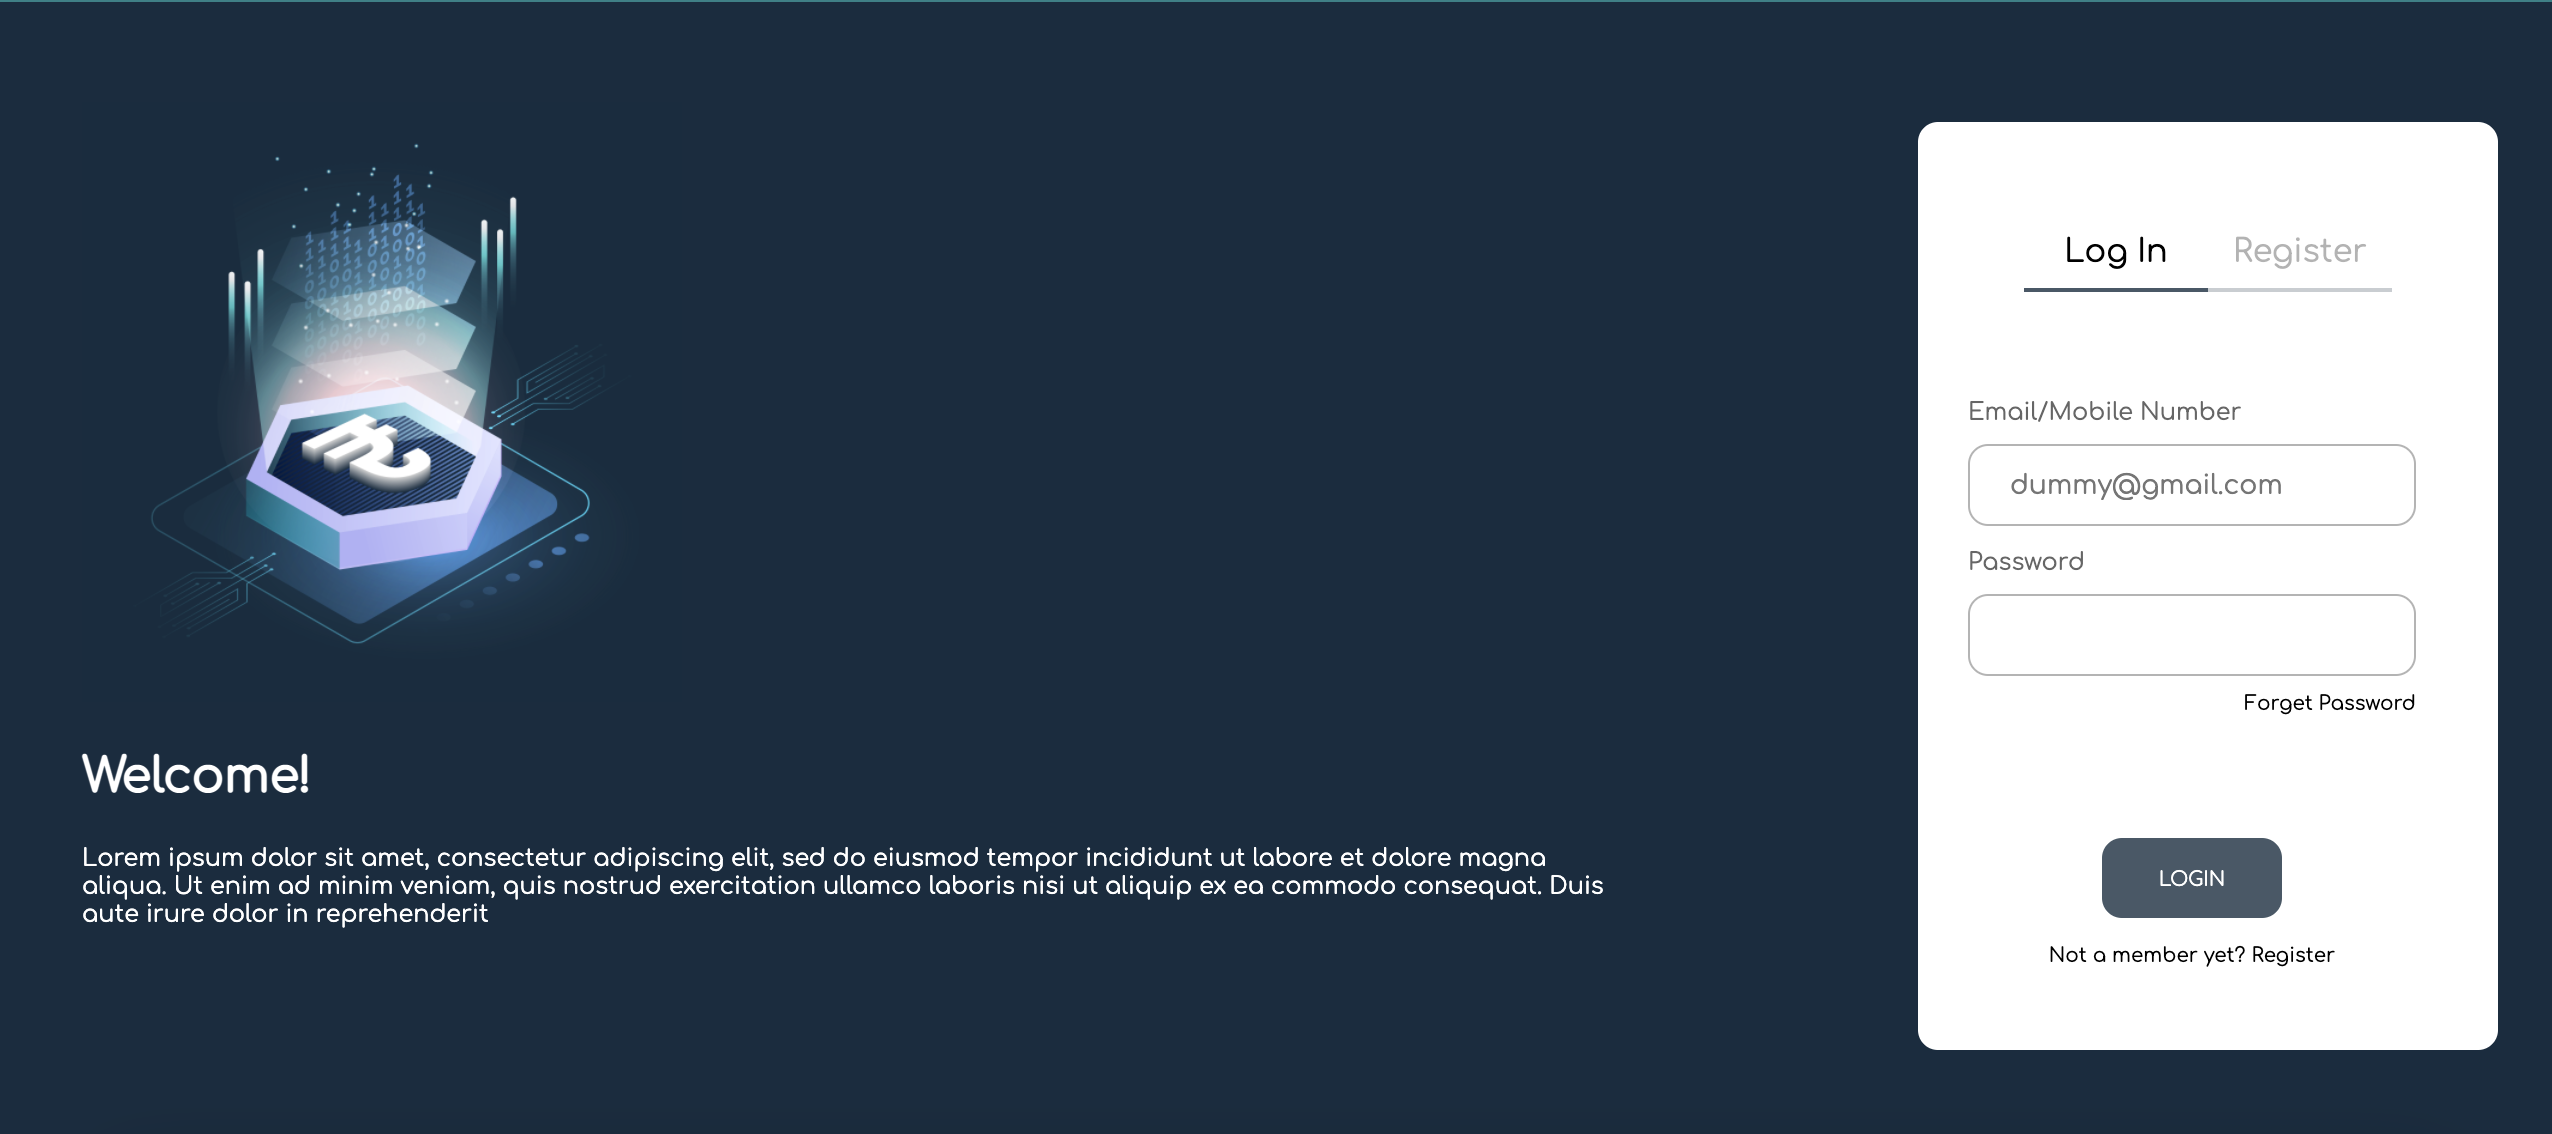 Welcome!
Lorem ipsum dolor sit amet, consectetur adipiscing elit, sed do eiusmod tempor incididunt ut labore et dolore magna
aliqua. Ut enim ad minim veniam, quis nostrud exercitation ullamco laboris nisi ut aliquip ex ea commodo consequat. Duis
aute irure dolor in reprehenderit
Log In Register
Email/Mobile Number
dummy@gmail.com
Password
Forget Password
LOGIN
Not a member yet? Register